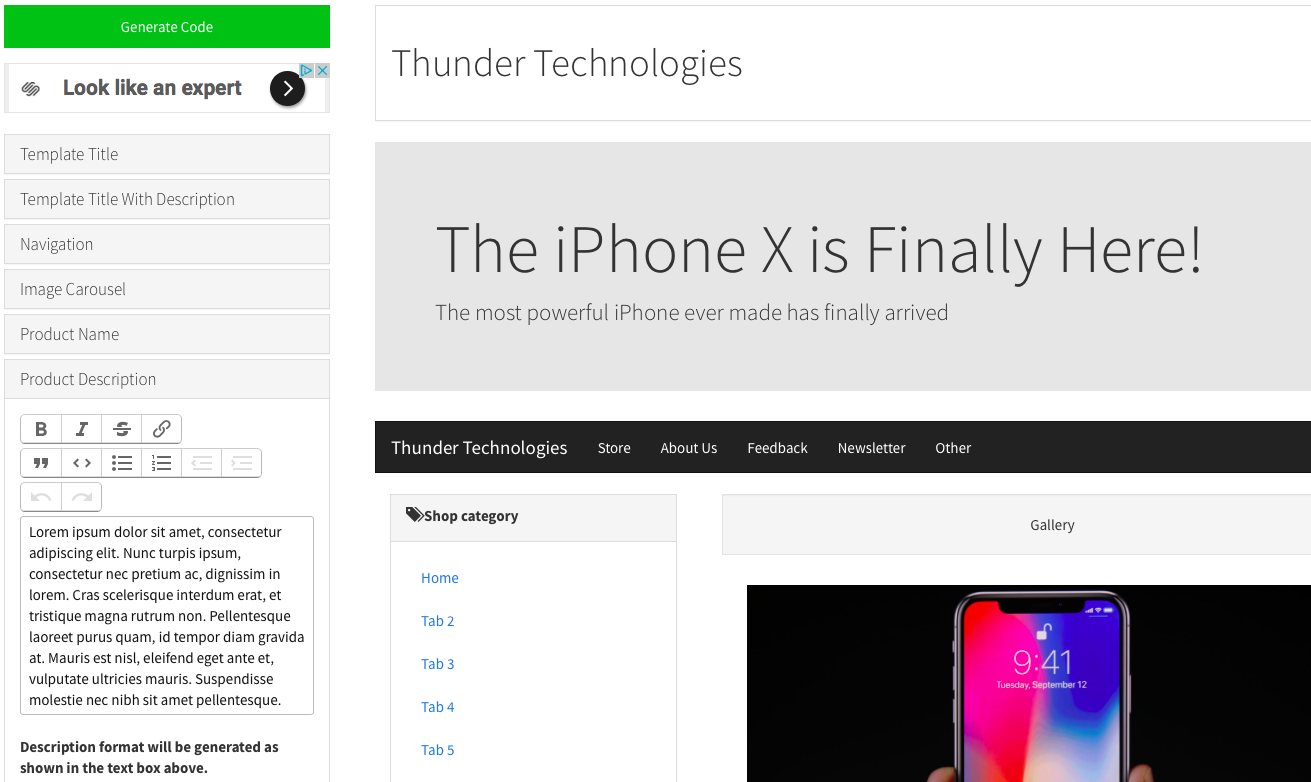 Generate Code
Look like an expert
Template Title
Template Title With Description
Navigation
Image Carousel
Product Name
Product Description
B I S
Lorem ipsum dolor sit amet, consectetur
adipiscing elit. Nunc turpis ipsum,
consectetur nec pretium ac, dignissim in
lorem. Cras scelerisque interdum erat, et
tristique magna rutrum non. Pellentesque
laoreet purus quam, id tempor diam gravida
at. Mauris est nisl, eleifend eget ante et,
vulputate ultricies mauris. Suspendisse
molestie nec nibh sit amet pellentesque.
Description format will be generated as
shown in the text box above.
Thunder Technologies
The iPhone X is Finally Here!
The most powerful iPhone ever made has finally arrived
Thunder Technologies Store About Us Feedback Newsletter Other
Shop category
Home
Tab 2
Tab 3
Tab 4
Tab 5
Gallery
9:41
Tuesday, September 12